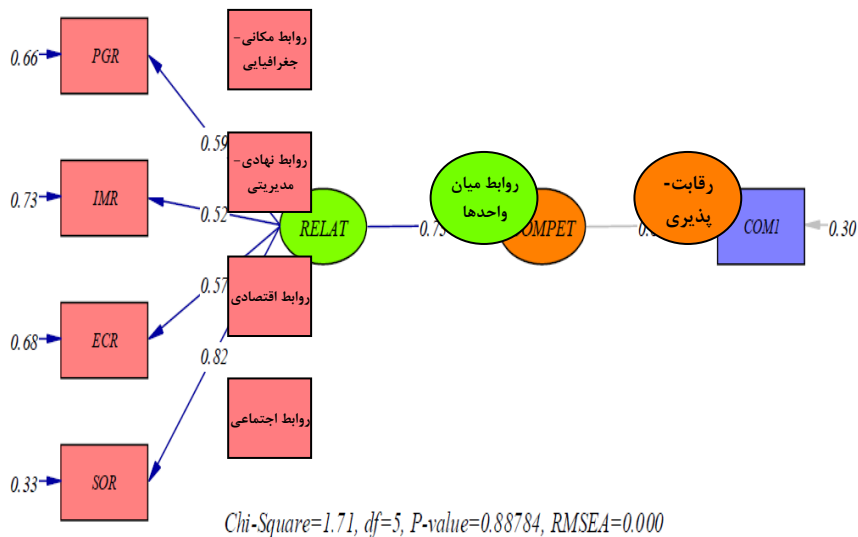 0.66
PGR
روابط مکانی-
جغرافیایی
0.59
روابط نهادی-
مدیریتی
0.73
IMR
0.52
RELAT
روابط میان
واحدها
OMPET
رقابت-
پذیری
COM1
0.30
0.57
روابط اقتصادی
0.68
ECR
0.82
روابط اجتماعی
0.33
SOR
Chi-Square=1.71, df=5, P-value=0.88784, RMSEA=0.000